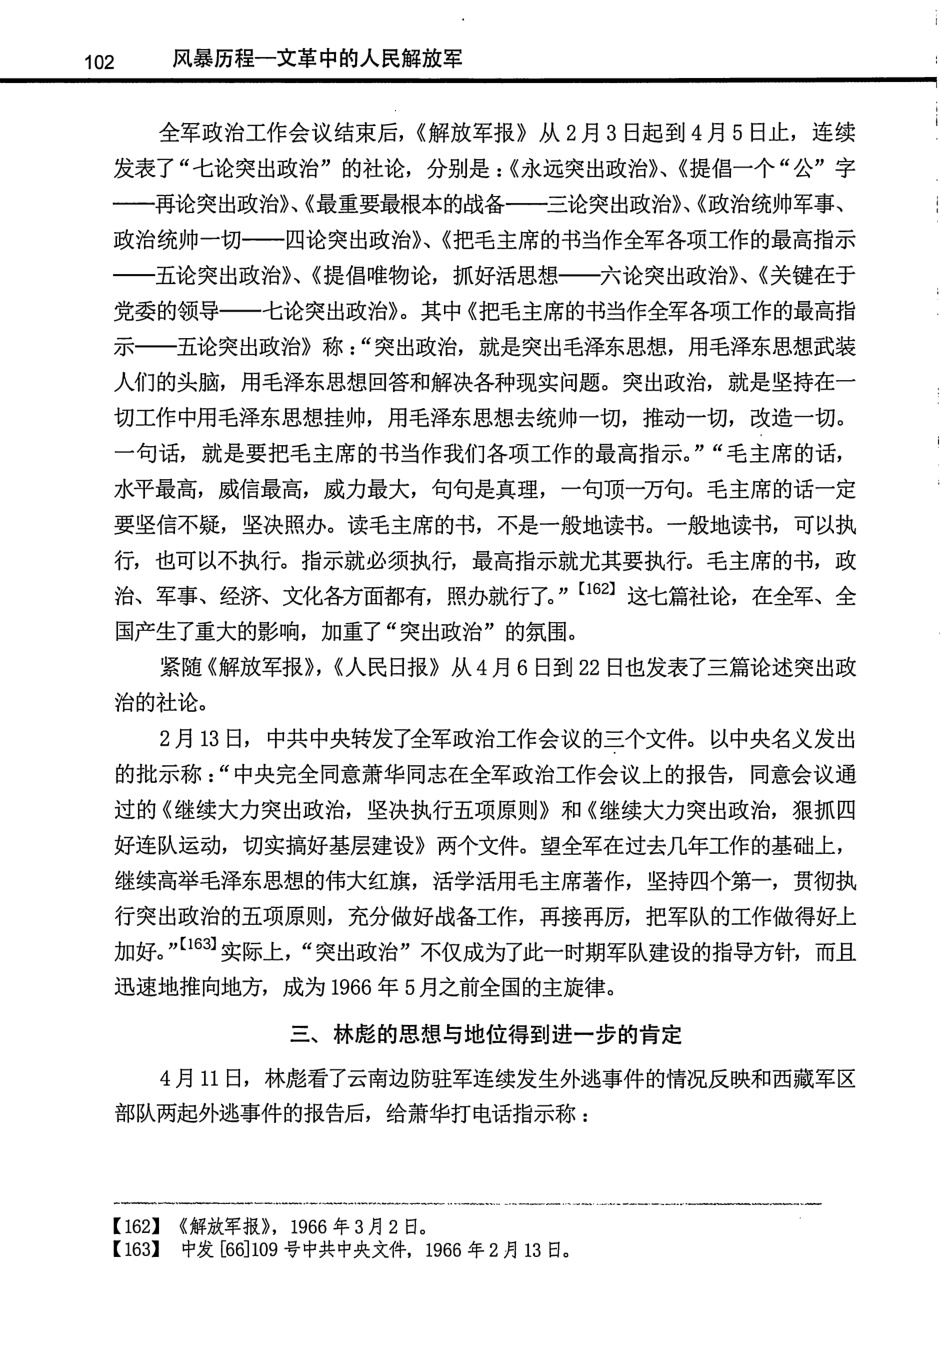 102 风暴历程—文革中的人民解放军
全军政治工作会议结束后，《解放军报》从2月3日起到4月5日止，连续
发表了“七论突出政治”的社论，分别是：《永远突出政治》、《提倡一个“公”字
——再论突出政治》、《最重要最根本的战备——三论突出政治》、《政治统帅军事、
政治统帅一切——四论突出政治》、《把毛主席的书当作全军各项工作的最高指示
——五论突出政治》、《提倡唯物论，抓好活思想——六论突出政治》、《关键在于
党委的领导——七论突出政治》。其中《把毛主席的书当作全军各项工作的最高指
示——五论突出政治》称：“突出政治，就是突出毛泽东思想，用毛泽东思想武装
人们的头脑，用毛泽东思想回答和解决各种现实问题。突出政治，就是坚持在一
切工作中用毛泽东思想挂帅，用毛泽东思想去统帅一切，推动一切，改造一切。
一句话，就是要把毛主席的书当作我们各项工作的最高指示。”“毛主席的话，
水平最高，威信最高，威力最大，句句是真理，一句顶一万句。毛主席的话一定
要坚信不疑，坚决照办。读毛主席的书，不是一般地读书。一般地读书，可以执
行，也可以不执行。指示就必须执行，最高指示就尤其要执行。毛主席的书，政
治、军事、经济、文化各方面都有，照办就行了。”【162】这七篇社论，在全军、全
国产生了重大的影响，加重了“突出政治”的氛围。
紧随《解放军报》，《人民日报》从4月6日到22日也发表了三篇论述突出政
治的社论。
2月13日，中共中央转发了全军政治工作会议的三个文件。以中央名义发出
的批示称：“中央完全同意萧华同志在全军政治工作会议上的报告，同意会议通
过的《继续大力突出政治，坚决执行五项原则》和《继续大力突出政治，狠抓四
好连队运动，切实搞好基层建设》两个文件。望全军在过去几年工作的基础上，
继续高举毛泽东思想的伟大红旗，活学活用毛主席著作，坚持四个第一，贯彻执
行突出政治的五项原则，充分做好战备工作，再接再厉，把军队的工作做得好上
加好。”【163】实际上，“突出政治”不仅成为了此一时期军队建设的指导方针，而且
迅速地推向地方，成为1966年5月之前全国的主旋律。
三、林彪的思想与地位得到进一步的肯定
4月11日，林彪看了云南边防驻军连续发生外逃事件的情况反映和西藏军区
部队两起外逃事件的报告后，给萧华打电话指示称：
【162】《解放军报》，1966年3月2日。
【163】 中发[66]109号中共中央文件，1966年2月13日。